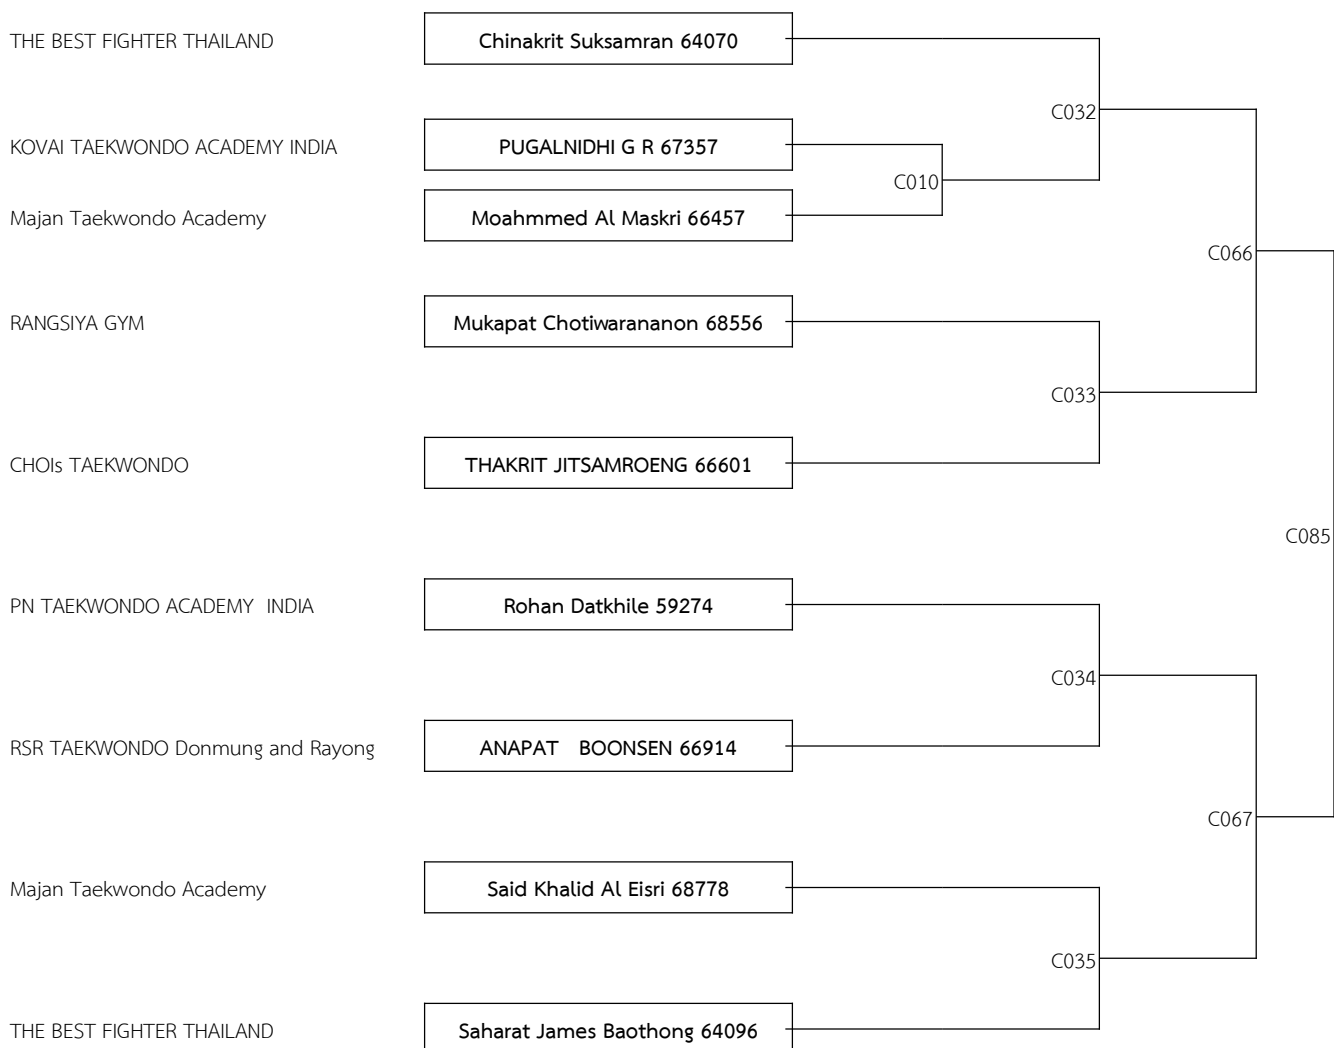 THE BEST FIGHTER THAILAND
Chinakrit Suksamran 64070
C032
KOVAI TAEKWONDO ACADEMY INDIA
PUGALNIDHI G R 67357
C010
Majan Taekwondo Academy
Moahmmed Al Maskri 66457
C066
RANGSIYA GYM
Mukapat Chotiwarananon 68556
C033
CHOIs TAEKWONDO
THAKRIT JITSAMROENG 66601
C085
PN TAEKWONDO ACADEMY  INDIA
Rohan Datkhile 59274
C034
RSR TAEKWONDO Donmung and Rayong
ANAPAT   BOONSEN 66914
C067
Majan Taekwondo Academy
Said Khalid Al Eisri 68778
C035
THE BEST FIGHTER THAILAND
Saharat James Baothong 64096